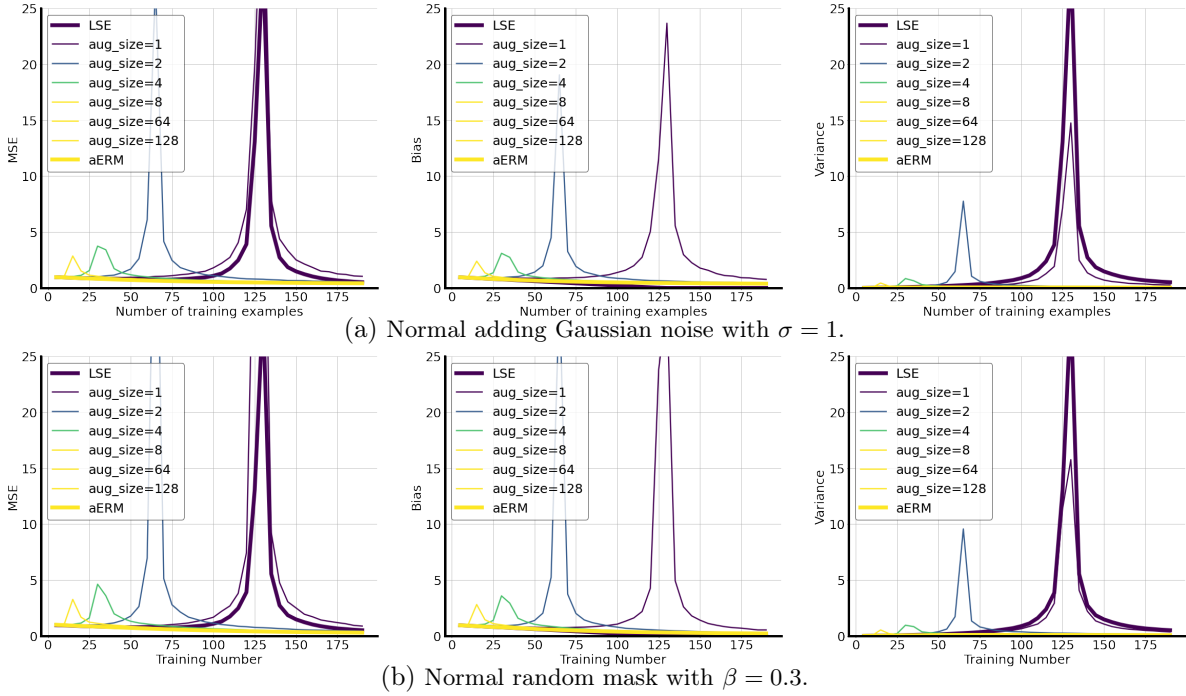 25
20
15
10
5
0
MSE
LSE
aug_size=1
aug_size=2
aug_size=4
aug_size=8
aug_size=64
aug_size=128
aERM
0 25 50 75 100 125 150 175
Number of training examples
25
20
15
10
5
0
Bias
LSE
aug_size=1
aug_size=2
aug_size=4
aug_size=8
aug_size=64
aug_size=128
aERM
0 25 50 75 100 125 150 175
Number of training examples
25
20
15
10
5
0
Variance
LSE
aug_size=1
aug_size=2
aug_size=4
aug_size=8
aug_size=64
aug_size=128
aERM
0 25 50 75 100 125 150 175
Number of training examples
(a) Normal adding Gaussian noise with σ = 1.
25
20
15
10
5
0
MSE
LSE
aug_size=1
aug_size=2
aug_size=4
aug_size=8
aug_size=64
aug_size=128
aERM
0 25 50 75 100 125 150 175
Training Number
25
20
15
10
5
0
Bias
LSE
aug_size=1
aug_size=2
aug_size=4
aug_size=8
aug_size=64
aug_size=128
aERM
0 25 50 75 100 125 150 175
Training Number
25
20
15
10
5
0
Variance
LSE
aug_size=1
aug_size=2
aug_size=4
aug_size=8
aug_size=64
aug_size=128
aERM
0 25 50 75 100 125 150 175
Training Number
(b) Normal random mask with β = 0.3.